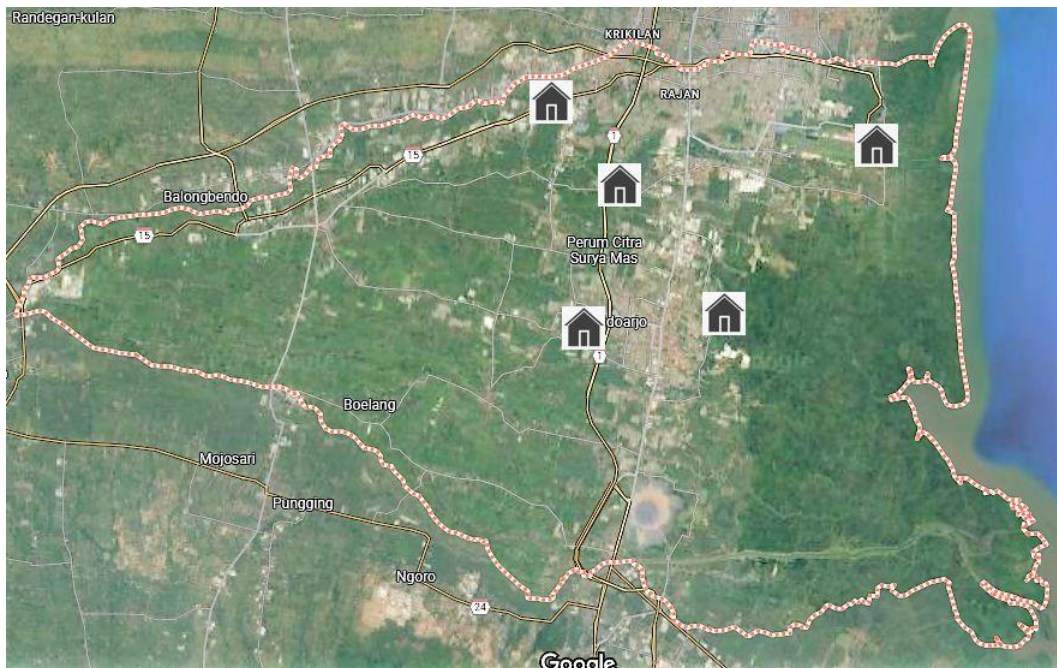 Randegan-kulan
KRIKILAN
RAJAN
1
15
Balongbendo
15
Perum Citra
Surya Mas
doarjo
1
Boelang
Mojosari
Pungging
Ngoro
24
Google